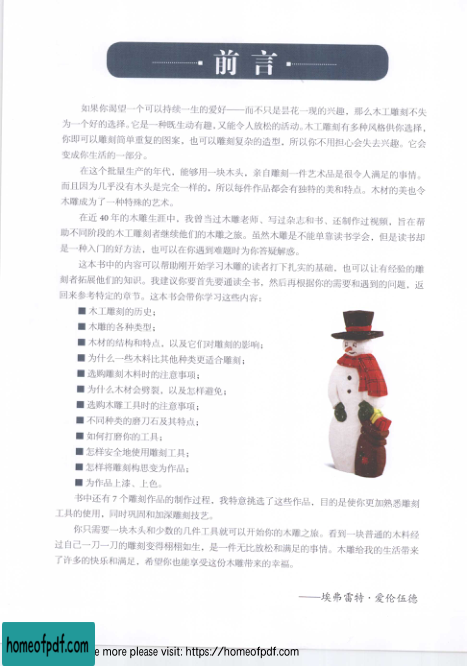 前言
如果你渴望一个可以持续一生的爱好——而不只是昙花一现的兴趣，那么木工雕刻不失
为一个好的选择。它是一种既生动有趣，又能令人放松的活动。木工雕刻有多种风格供你选择，
你即可以雕刻简单重复的图案，也可以雕刻复杂的造型，所以你不用担心会失去兴趣。它会
变成你生活的一部分。
在这个批量生产的年代，能够用一块木头，亲自雕刻一件艺术品是很令人满足的事情。
而且因为几乎没有木头是完全一样的，所以每件作品都会有独特的美和特点。木材的美也令
木雕成为了一种特殊的艺术。
在近 40 年的木雕生涯中，我曾当过木雕老师，写过杂志和书，还制作过视频，旨在帮
助不同阶段的木工雕刻者继续他们的木雕之旅。虽然木雕是不能单靠读书学会，但是读书却
是一种入门的好方法，也可以在你遇到难题时为你答疑解惑。
这本书中的内容可以帮助刚开始学习木雕的读者打下扎实的基础，也可以让有经验的雕
刻者拓展他们的知识。我建议你要首先要通读全书，然后再根据你的需要和遇到的问题，返
回来参考特定的章节。这本书会带你学习这些内容：
■ 木工雕刻的历史；
■ 木雕的各种类型；
■ 木材的结构和特点，以及它们对雕刻的影响；
■ 为什么一些木料比其他种类更适合雕刻；
■ 选购雕刻木料时的注意事项；
■ 为什么木材会劈裂，以及怎样避免；
■ 选购木雕工具时的注意事项；
■ 不同种类的磨刀石及其特点；
■ 如何打磨你的工具；
■ 怎样安全地使用雕刻工具；
■ 怎样将雕刻构思变为作品；
■ 为作品上漆、上色。
书中还有 7 个雕刻作品的制作过程，我特意挑选了这些作品，目的是使你更加熟悉雕刻
工具的使用，同时巩固和加深雕刻技艺。
你只需要一块木头和少数的几件工具就可以开始你的木雕之旅。看到一块普通的木料经
过自己一刀一刀的雕刻变得栩栩如生，是一件无比放松和满足的事情。木雕给我的生活带来
了许多的快乐和满足，希望你也能享受这份木雕带来的幸福。
——埃弗雷特·爱伦伍德
homeofpdf.com
e more please visit: https://homeofpdf.com